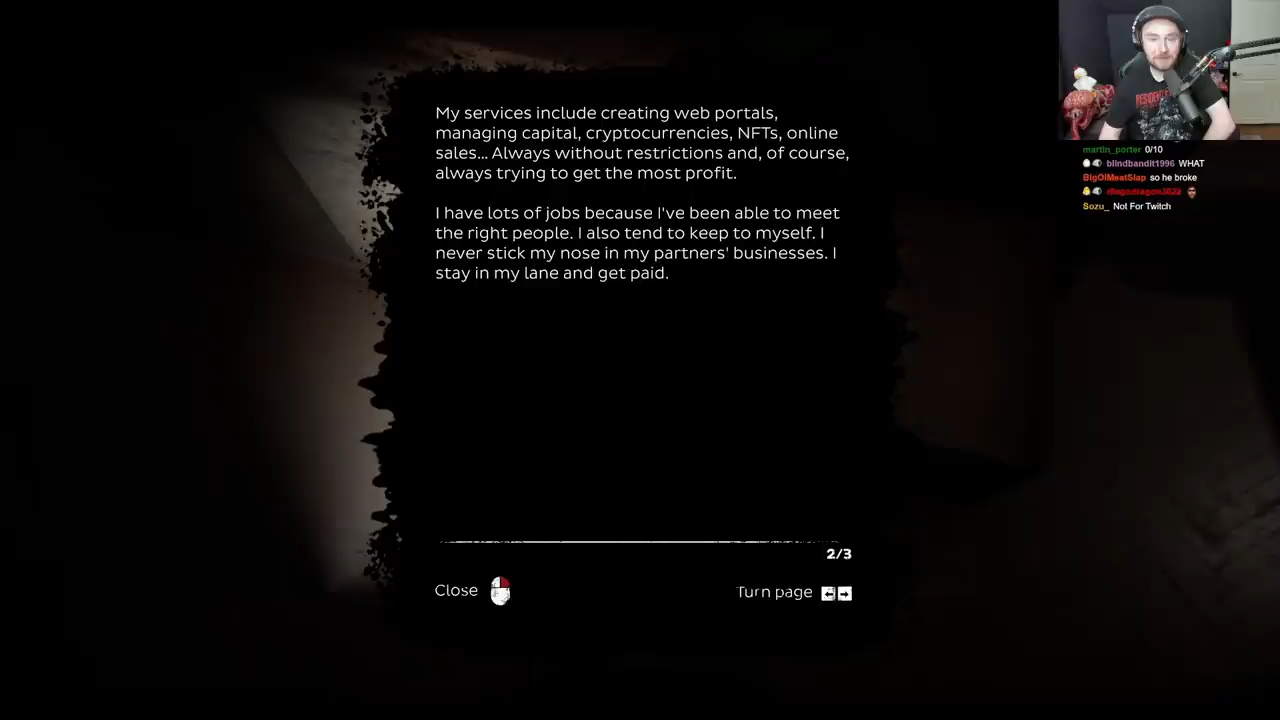 My services include creating web portals,
managing capital, cryptocurrencies, NFTs, online
sales... Always without restrictions and, of course,
always trying to get the most profit.
I have lots of jobs because I've been able to meet
the right people. I also tend to keep to myself. I
never stick my nose in my partners' businesses. I
stay in my lane and get paid.
2/3
Close
Turn page
RESIDENT
martin_porter 0/10
blindbandit1996 WHAT
BigOlMeatSlap so he broke
Sozu_ Not For Twitch